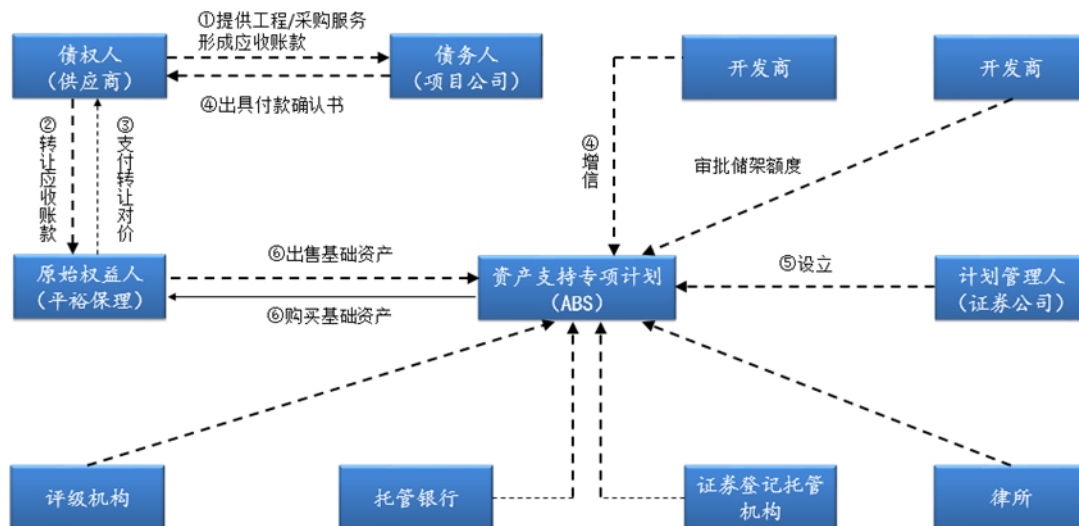 ①提供工程/采购服务
形成应收账款
债权人
（供应商）
债务人
（项目公司）
开发商
开发商
④出具付款确认书
②转让应收账款
③支付转让对价
④增信
审批储架额度
原始权益人
（平裕保理）
⑥出售基础资产
⑥购买基础资产
资产支持专项计划
（ABS）
⑤设立
计划管理人
（证券公司）
评级机构
托管银行
证券登记托管
机构
律所